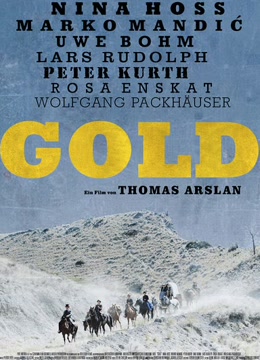 NINA HOSS
MARKO MANDIĆ
UWE BOHM
LARS RUDOLPH
PETER KURTH
ROSA ENSKAT
WOLFGANG PACKHÄUSER
GOLD
Ein Film von THOMAS ARSLAN